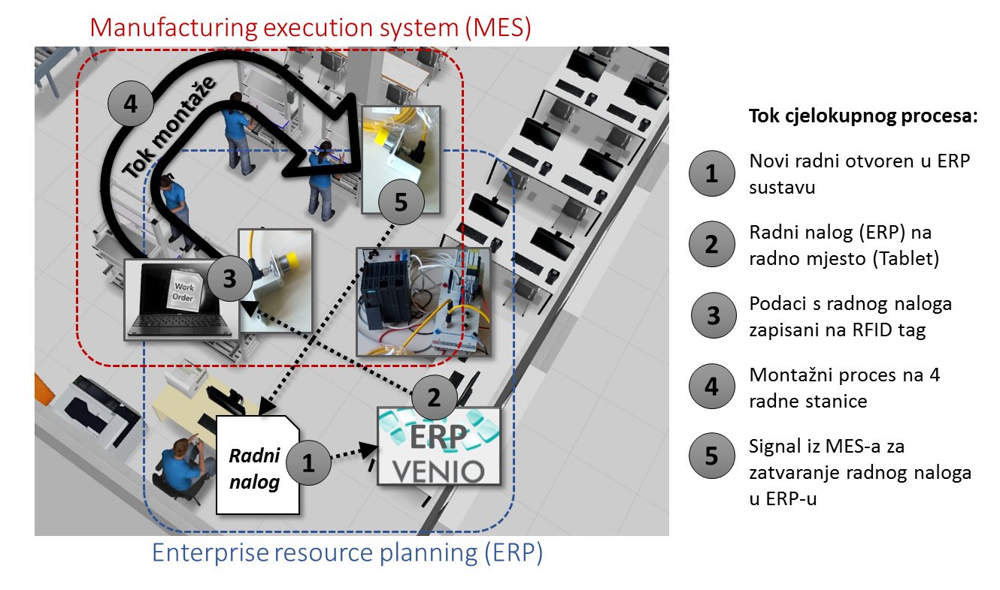 Manufacturing execution system (MES)
4
Tok montaže
5
3
Work
Order
2
ERP
VENIO
Radni
nalog
1
Enterprise resource planning (ERP)
Tok cjelokupnog procesa:
1
Novi radni otvoren u ERP
sustavu
2
Radni nalog (ERP) na
radno mjesto (Tablet)
3
Podaci s radnog naloga
zapisani na RFID tag
4
Montažni proces na 4
radne stanice
5
Signal iz MES-a za
zatvaranje radnog naloga
u ERP-u